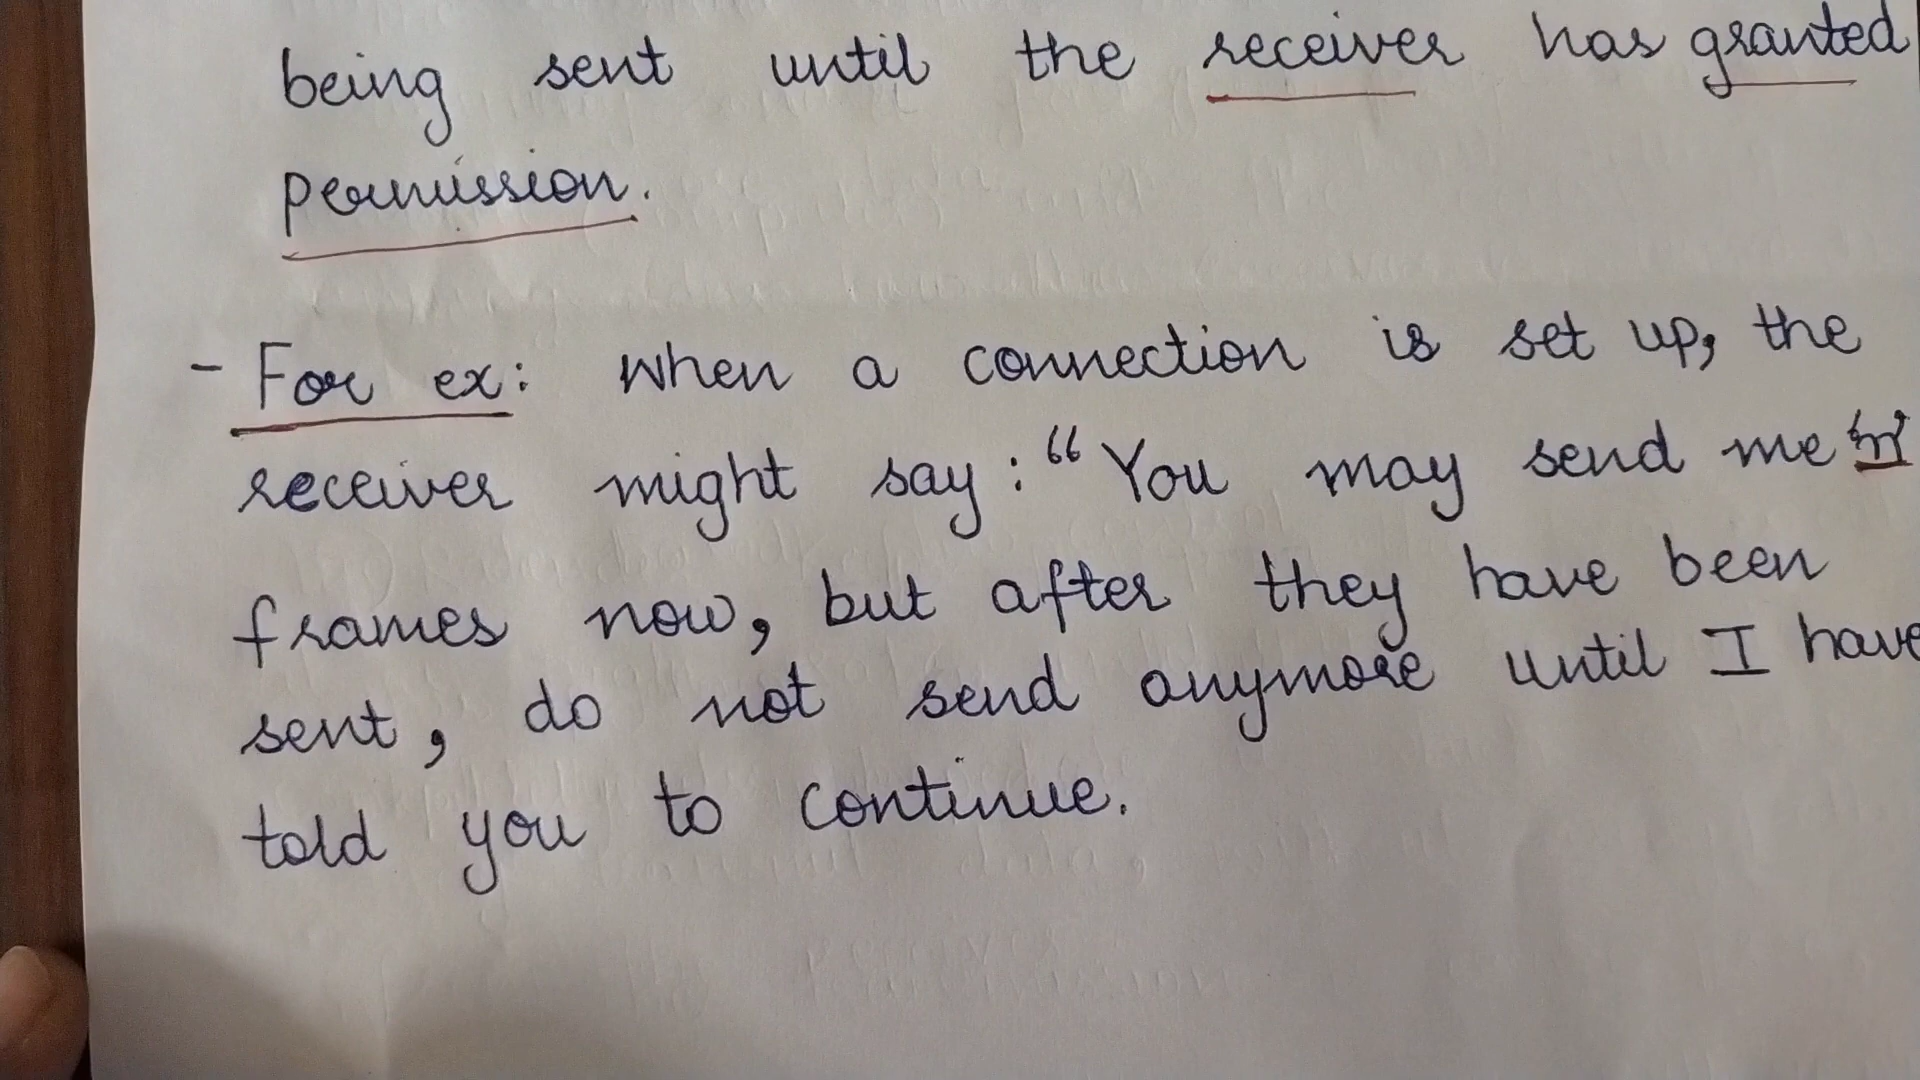 being sent until the receiver has granted
permission.
- For ex: When a connection is set up, the
receiver might say: “You may send me 'n'
frames now, but after they have been
sent, do not send anymore until I have
told you to continue.